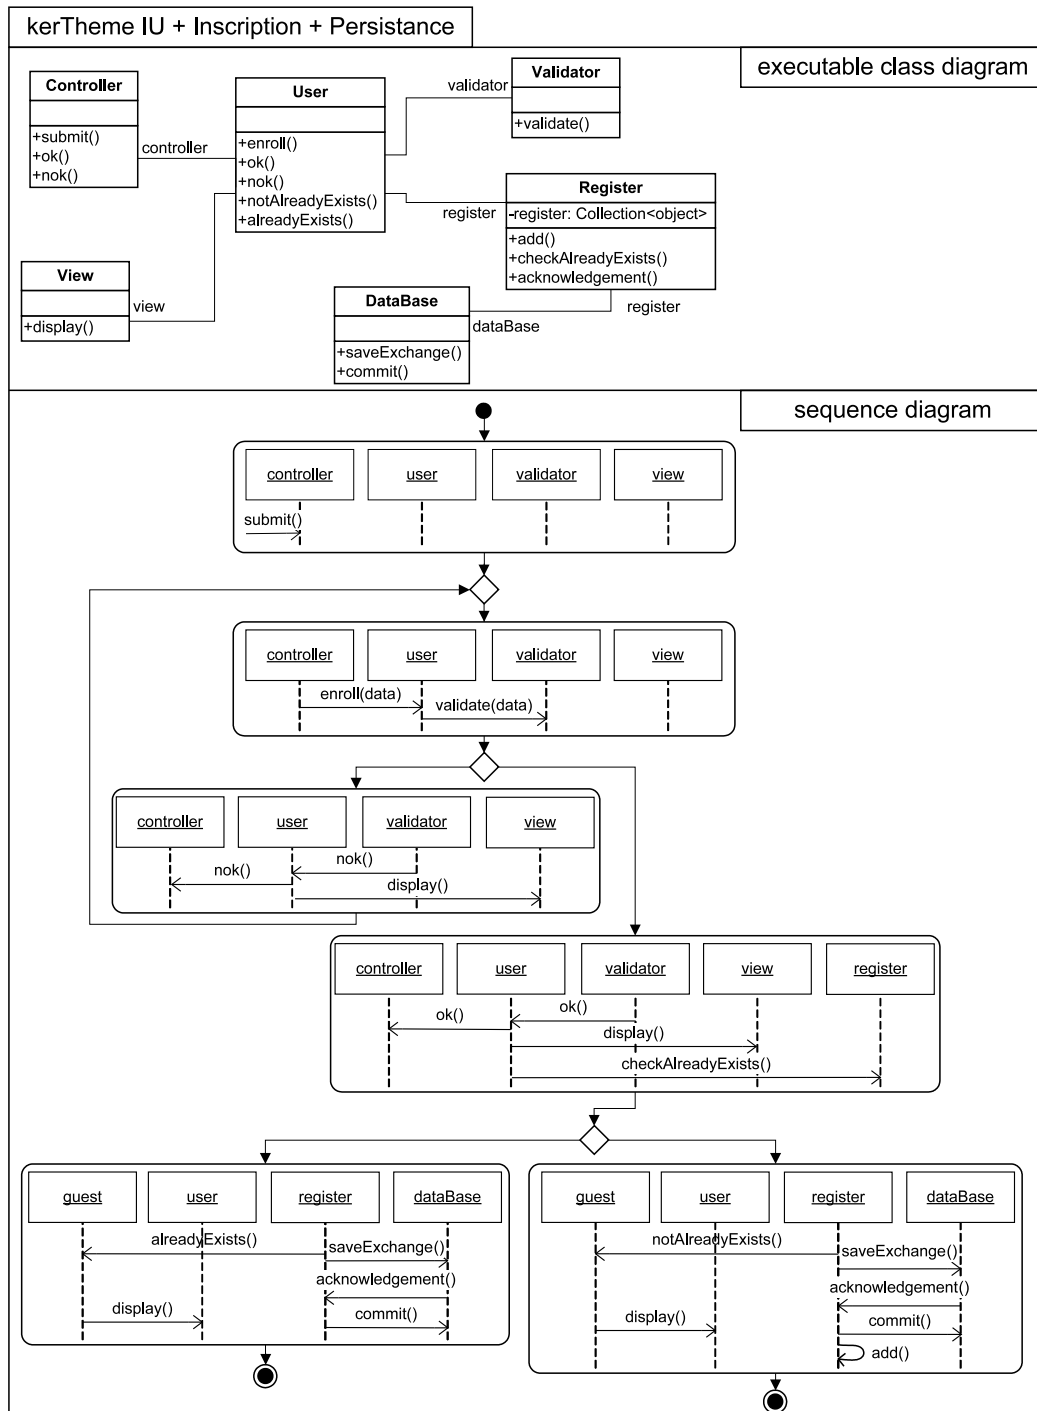 kerTheme IU + Inscription + Persistance
executable class diagram
Controller
+submit()
+ok()
+nok()
controller
User
+enroll()
+ok()
+nok()
+notAlreadyExists()
+alreadyExists()
validator
Validator
+validate()
register
Register
-register: Collection<object>
+add()
+checkAlreadyExists()
+acknowledgement()
View
+display()
view
DataBase
+saveExchange()
+commit()
dataBase
register
sequence diagram
controller
user
validator
view
submit()
controller
user
validator
view
enroll(data)
validate(data)
controller
user
validator
view
nok()
nok()
display()
controller
user
validator
view
register
ok()
ok()
display()
checkAlreadyExists()
guest
user
register
dataBase
alreadyExists()
saveExchange()
acknowledgement()
display()
commit()
guest
user
register
dataBase
notAlreadyExists()
saveExchange()
acknowledgement()
display()
commit()
add()